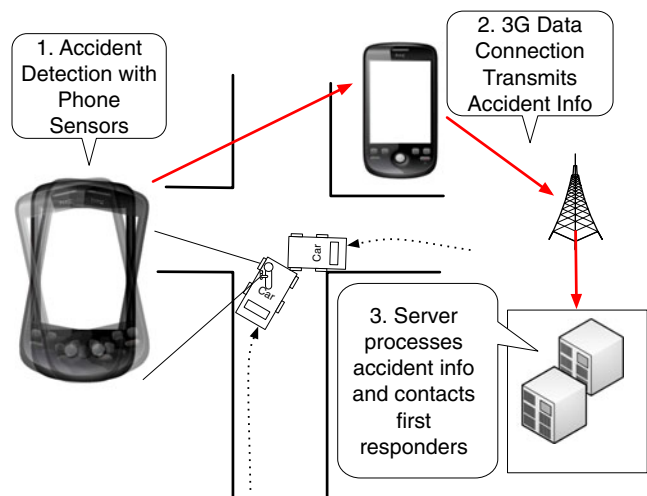 1. Accident
Detection with
Phone
Sensors
2. 3G Data
Connection
Transmits
Accident Info
Car
Car
3. Server
processes
accident info
and contacts
first
responders